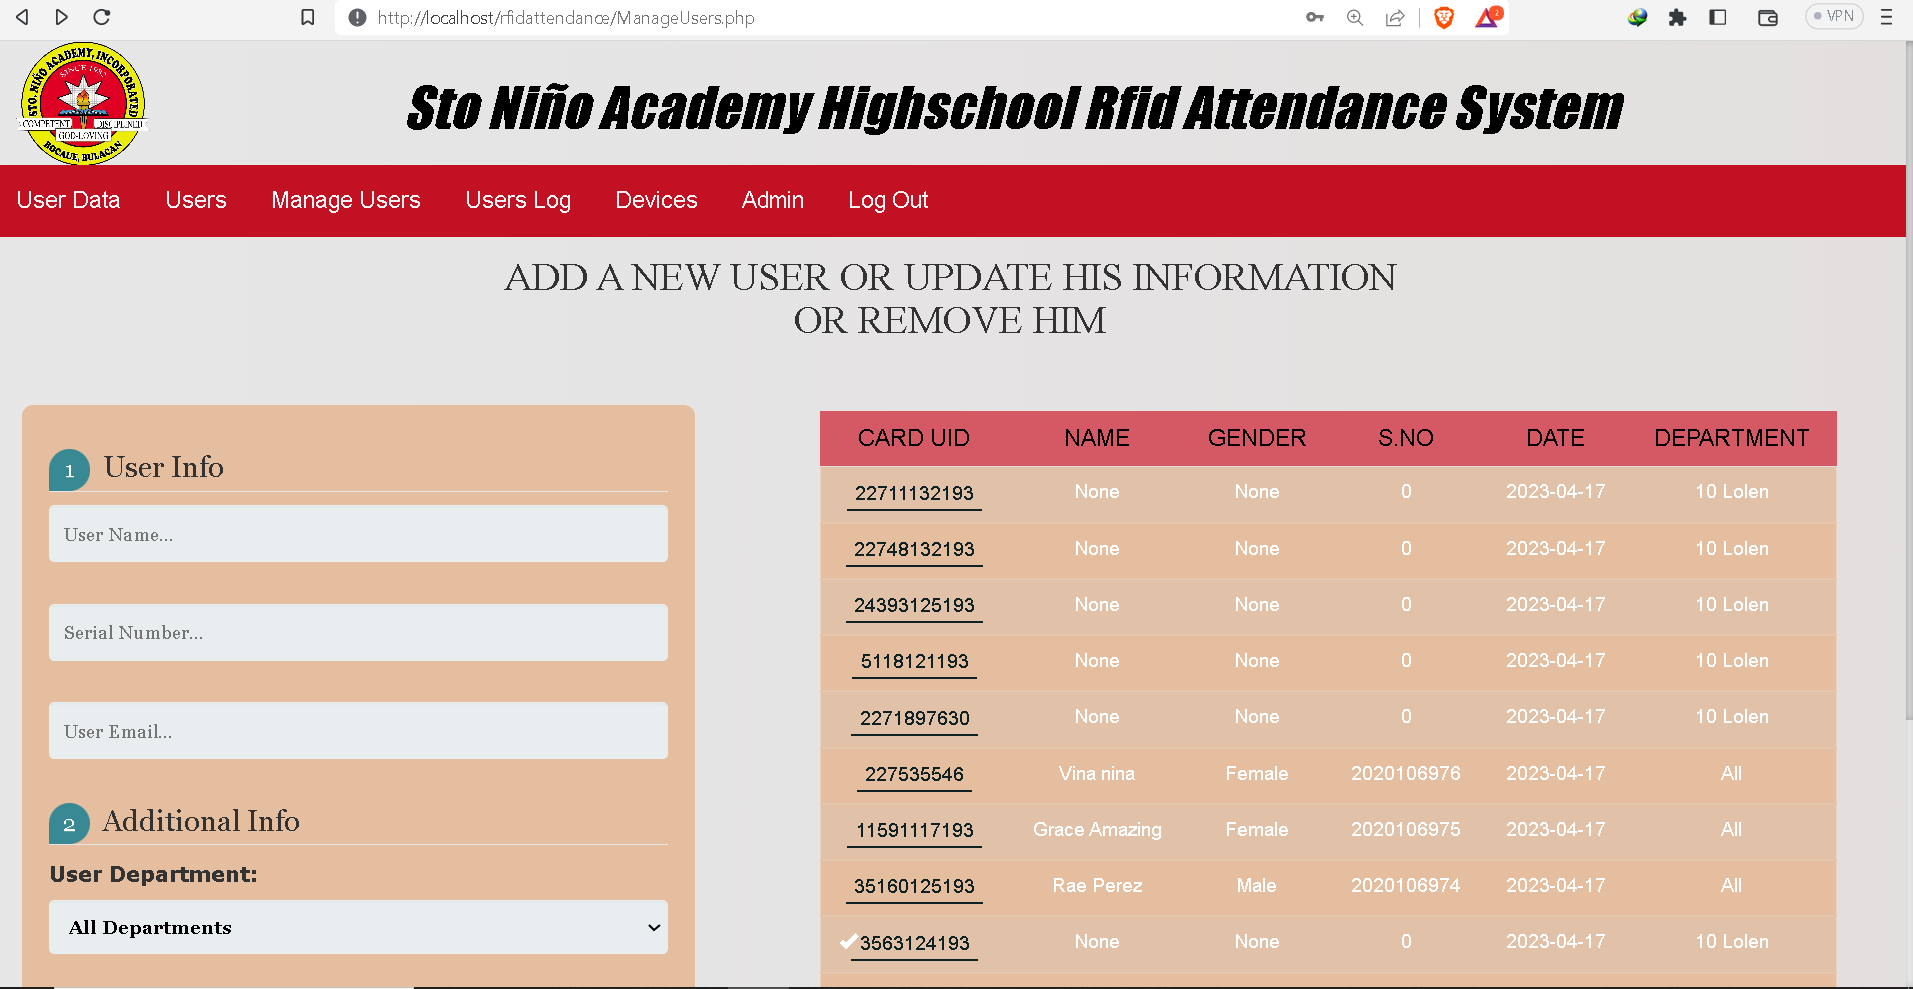 http://localhost/rfidattendance/ManageUsers.php
2
VPN
STO. NIÑO ACADEMY, INCORPORATED
SINCE 1992
COMPETENT
DISCIPLINED
GOD-LOVING
BOCAUE, BULACAN
Sto Niño Academy Highschool Rfid Attendance System
User Data Users Manage Users Users Log Devices Admin Log Out
ADD A NEW USER OR UPDATE HIS INFORMATION
OR REMOVE HIM
1 User Info
User Name...
Serial Number...
User Email...
2 Additional Info
User Department:
All Departments
CARD UID NAME GENDER S.NO DATE DEPARTMENT
22711132193 None None 0 2023-04-17 10 Lolen
22748132193 None None 0 2023-04-17 10 Lolen
24393125193 None None 0 2023-04-17 10 Lolen
5118121193 None None 0 2023-04-17 10 Lolen
2271897630 None None 0 2023-04-17 10 Lolen
227535546 Vina nina Female 2020106976 2023-04-17 All
11591117193 Grace Amazing Female 2020106975 2023-04-17 All
35160125193 Rae Perez Male 2020106974 2023-04-17 All
3563124193 None None 0 2023-04-17 10 Lolen